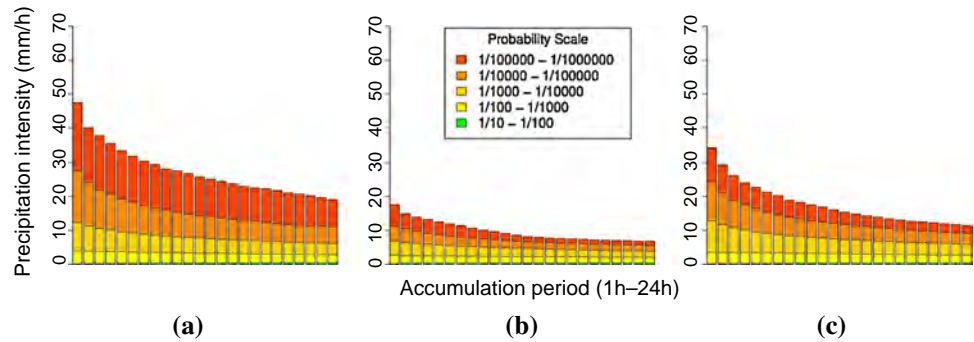 Precipitation intensity (mm/h)
70
60
50
40
30
20
10
0
70
60
50
40
30
20
10
0
Probability Scale
1/100000 – 1/1000000
1/10000 – 1/100000
1/1000 – 1/10000
1/100 – 1/1000
1/10 – 1/100
70
60
50
40
30
20
10
0
Accumulation period (1h–24h)
(a)
(b)
(c)